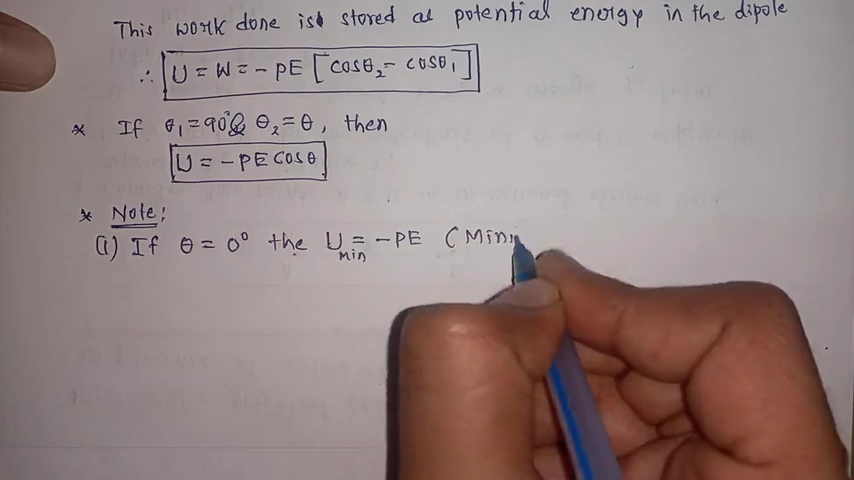 This work done is stored as potential energy in the dipole
∴ U = W = - PE [cosθ₂ - cosθ₁]
* If θ₁ = 90° & θ₂ = θ, then
U = - PE cosθ
* Note:
(i) If θ = 0° the U min = -PE (Minn